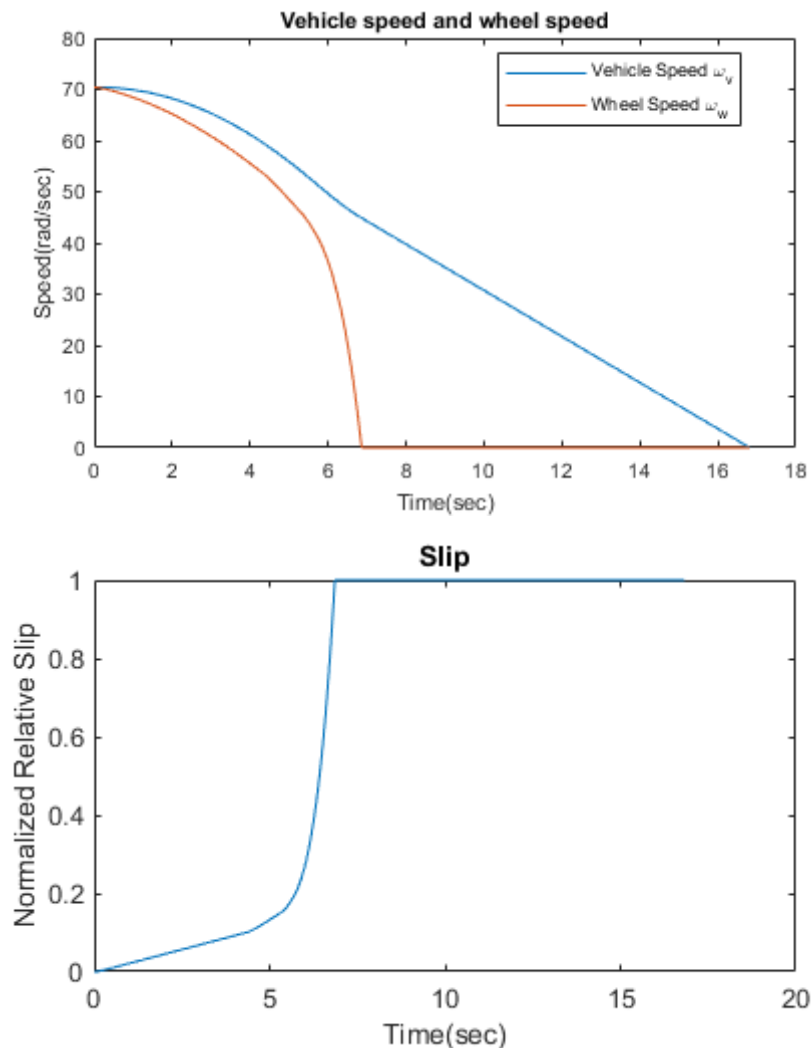 Vehicle speed and wheel speed
80
70
60
50
40
30
20
10
0
Speed(rad/sec)
Vehicle Speed ω_v
Wheel Speed ω_w
0 2 4 6 8 10 12 14 16 18
Time(sec)
Slip
1
0.8
0.6
0.4
0.2
0
Normalized Relative Slip
0 5 10 15 20
Time(sec)